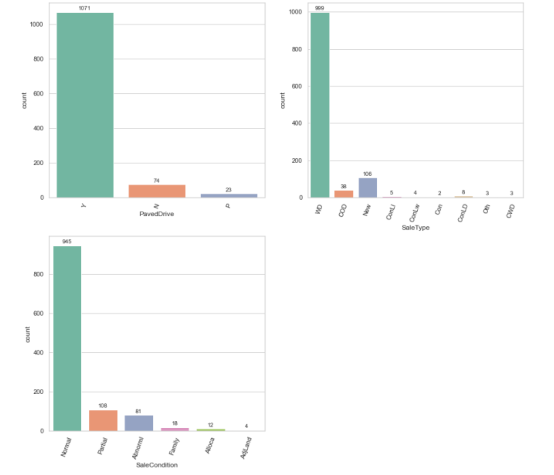 1071
1000
800
600
400
200
0
count
74
23
Y
N
P
PavedDrive
999
1000
800
600
400
200
0
count
38
106
5
4
2
8
3
3
WD
COD
New
ConLI
ConLw
Con
ConLD
Oth
CWD
SaleType
945
800
600
400
200
0
count
108
81
18
12
4
Normal
Partial
Abnorml
Family
Alloca
AdjLand
SaleCondition